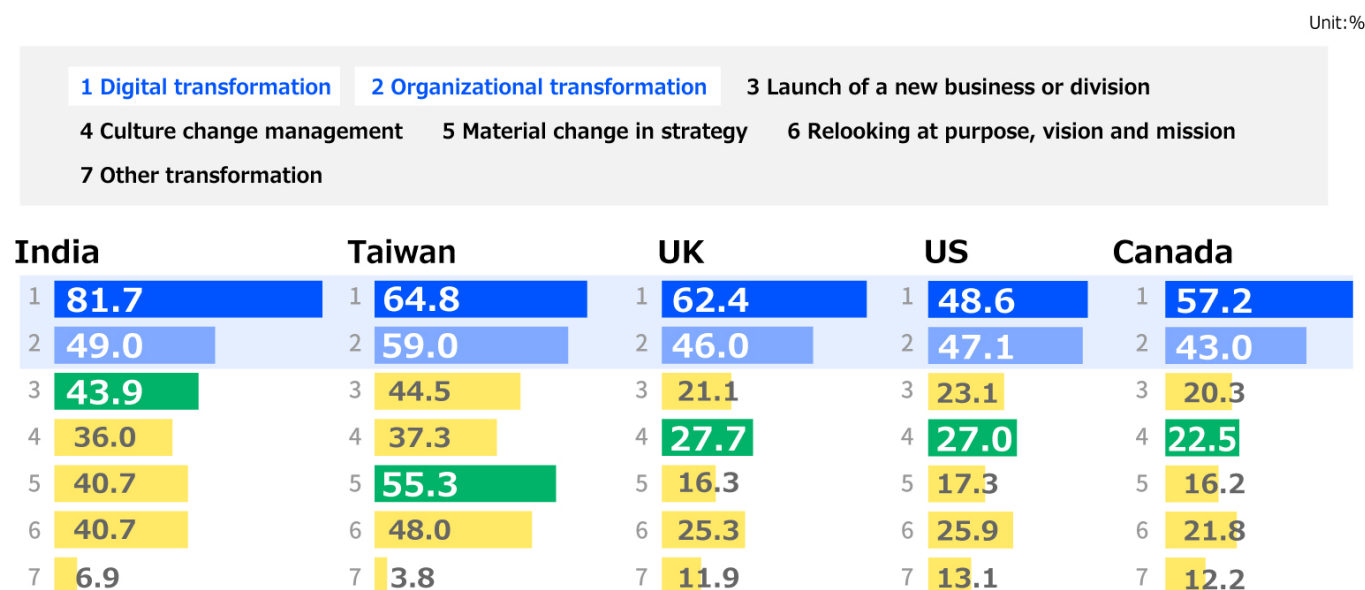 Unit:%
1 Digital transformation 2 Organizational transformation 3 Launch of a new business or division
4 Culture change management 5 Material change in strategy 6 Relooking at purpose, vision and mission
7 Other transformation
India Taiwan UK US Canada
1 81.7 1 64.8 1 62.4 1 48.6 1 57.2
2 49.0 2 59.0 2 46.0 2 47.1 2 43.0
3 43.9 3 44.5 3 21.1 3 23.1 3 20.3
4 36.0 4 37.3 4 27.7 4 27.0 4 22.5
5 40.7 5 55.3 5 16.3 5 17.3 5 16.2
6 40.7 6 48.0 6 25.3 6 25.9 6 21.8
7 6.9 7 3.8 7 11.9 7 13.1 7 12.2